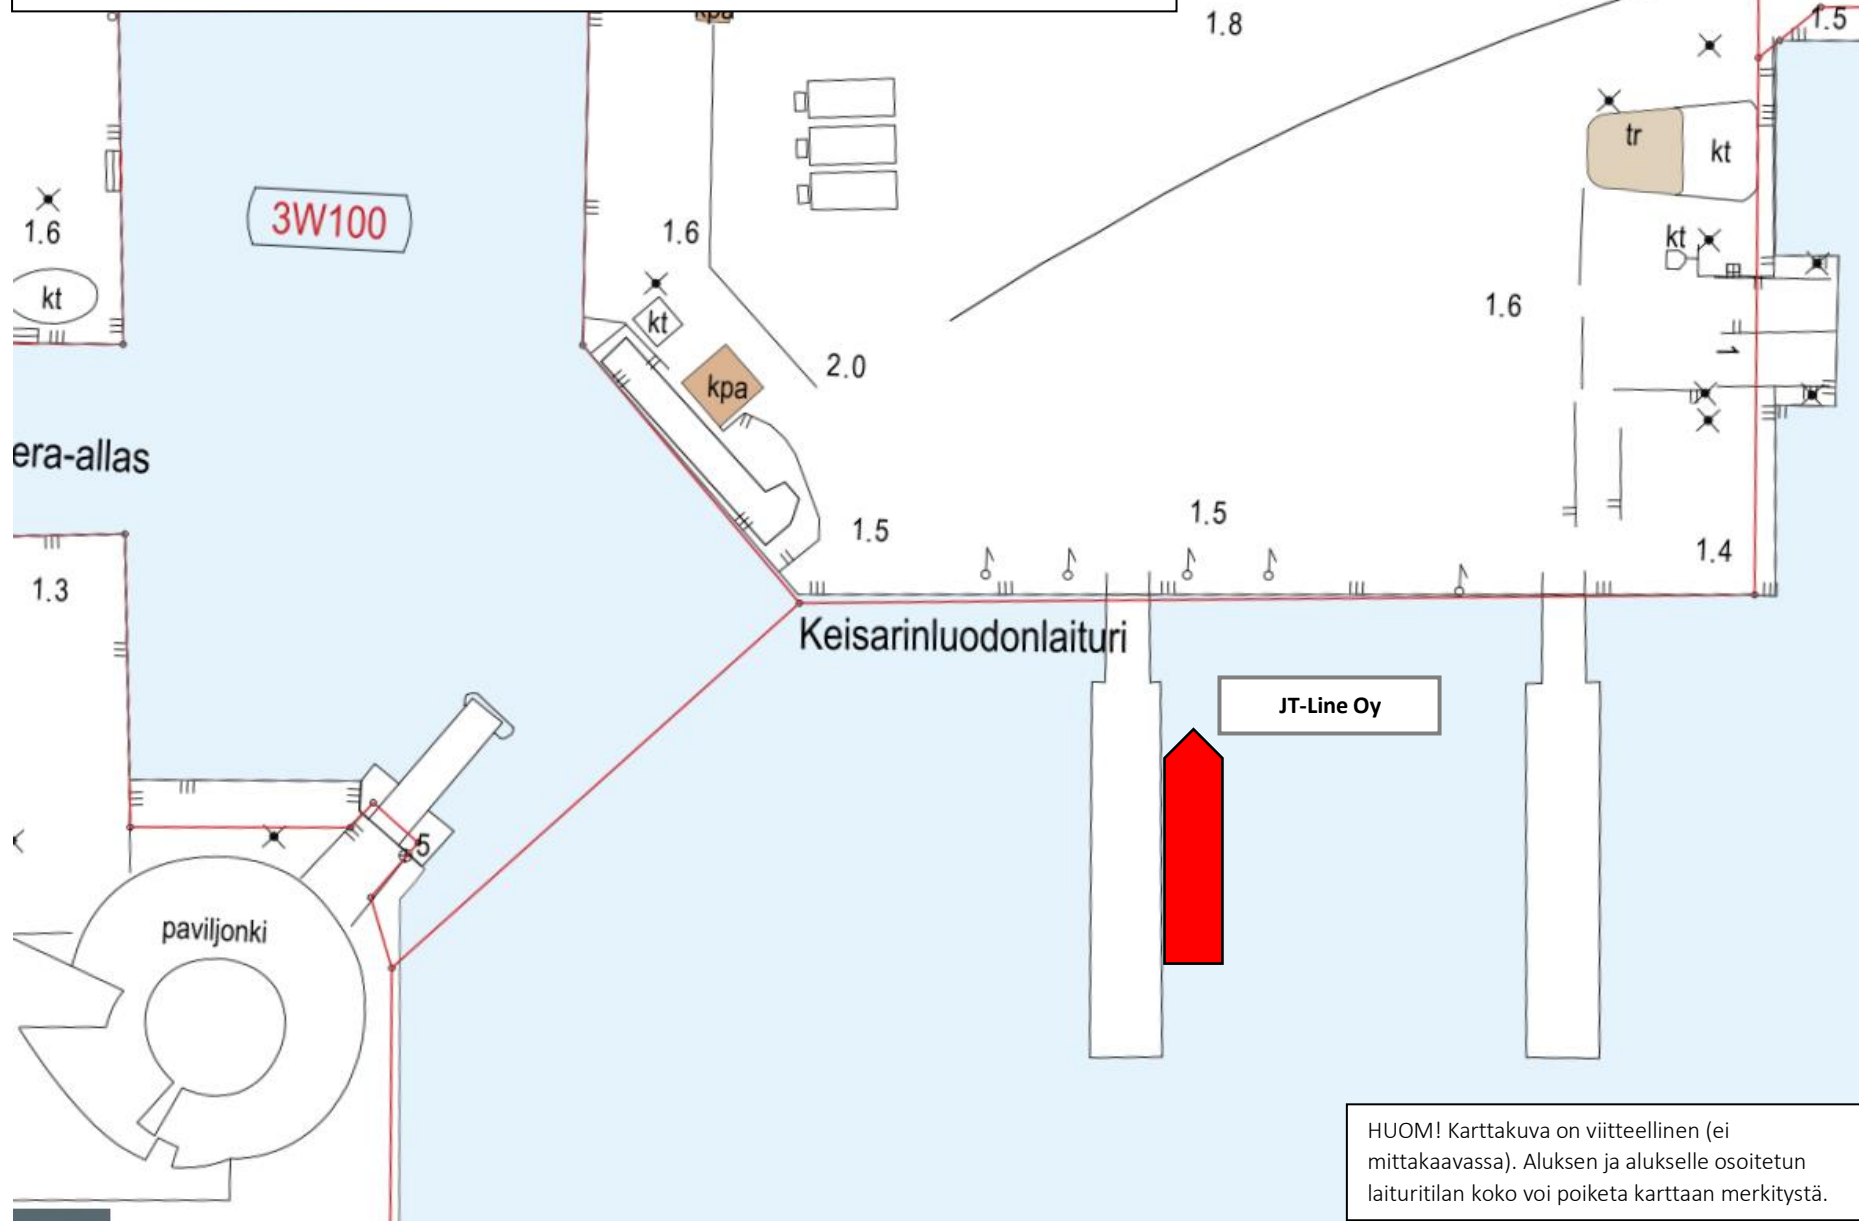 kpa
1.8
1.5
tr
kt
3W100
1.6
1.6
kt
kt
kt
1.6
kpa
2.0
1
era-allas
1.5
1.5
1.4
1.3
Keisarinluodonlaituri
JT-Line Oy
5
paviljonki
HUOM! Karttakuva on viitteellinen (ei
mittakaavassa). Aluksen ja alukselle osoitetun
laituritilan koko voi poiketa karttaan merkitystä.